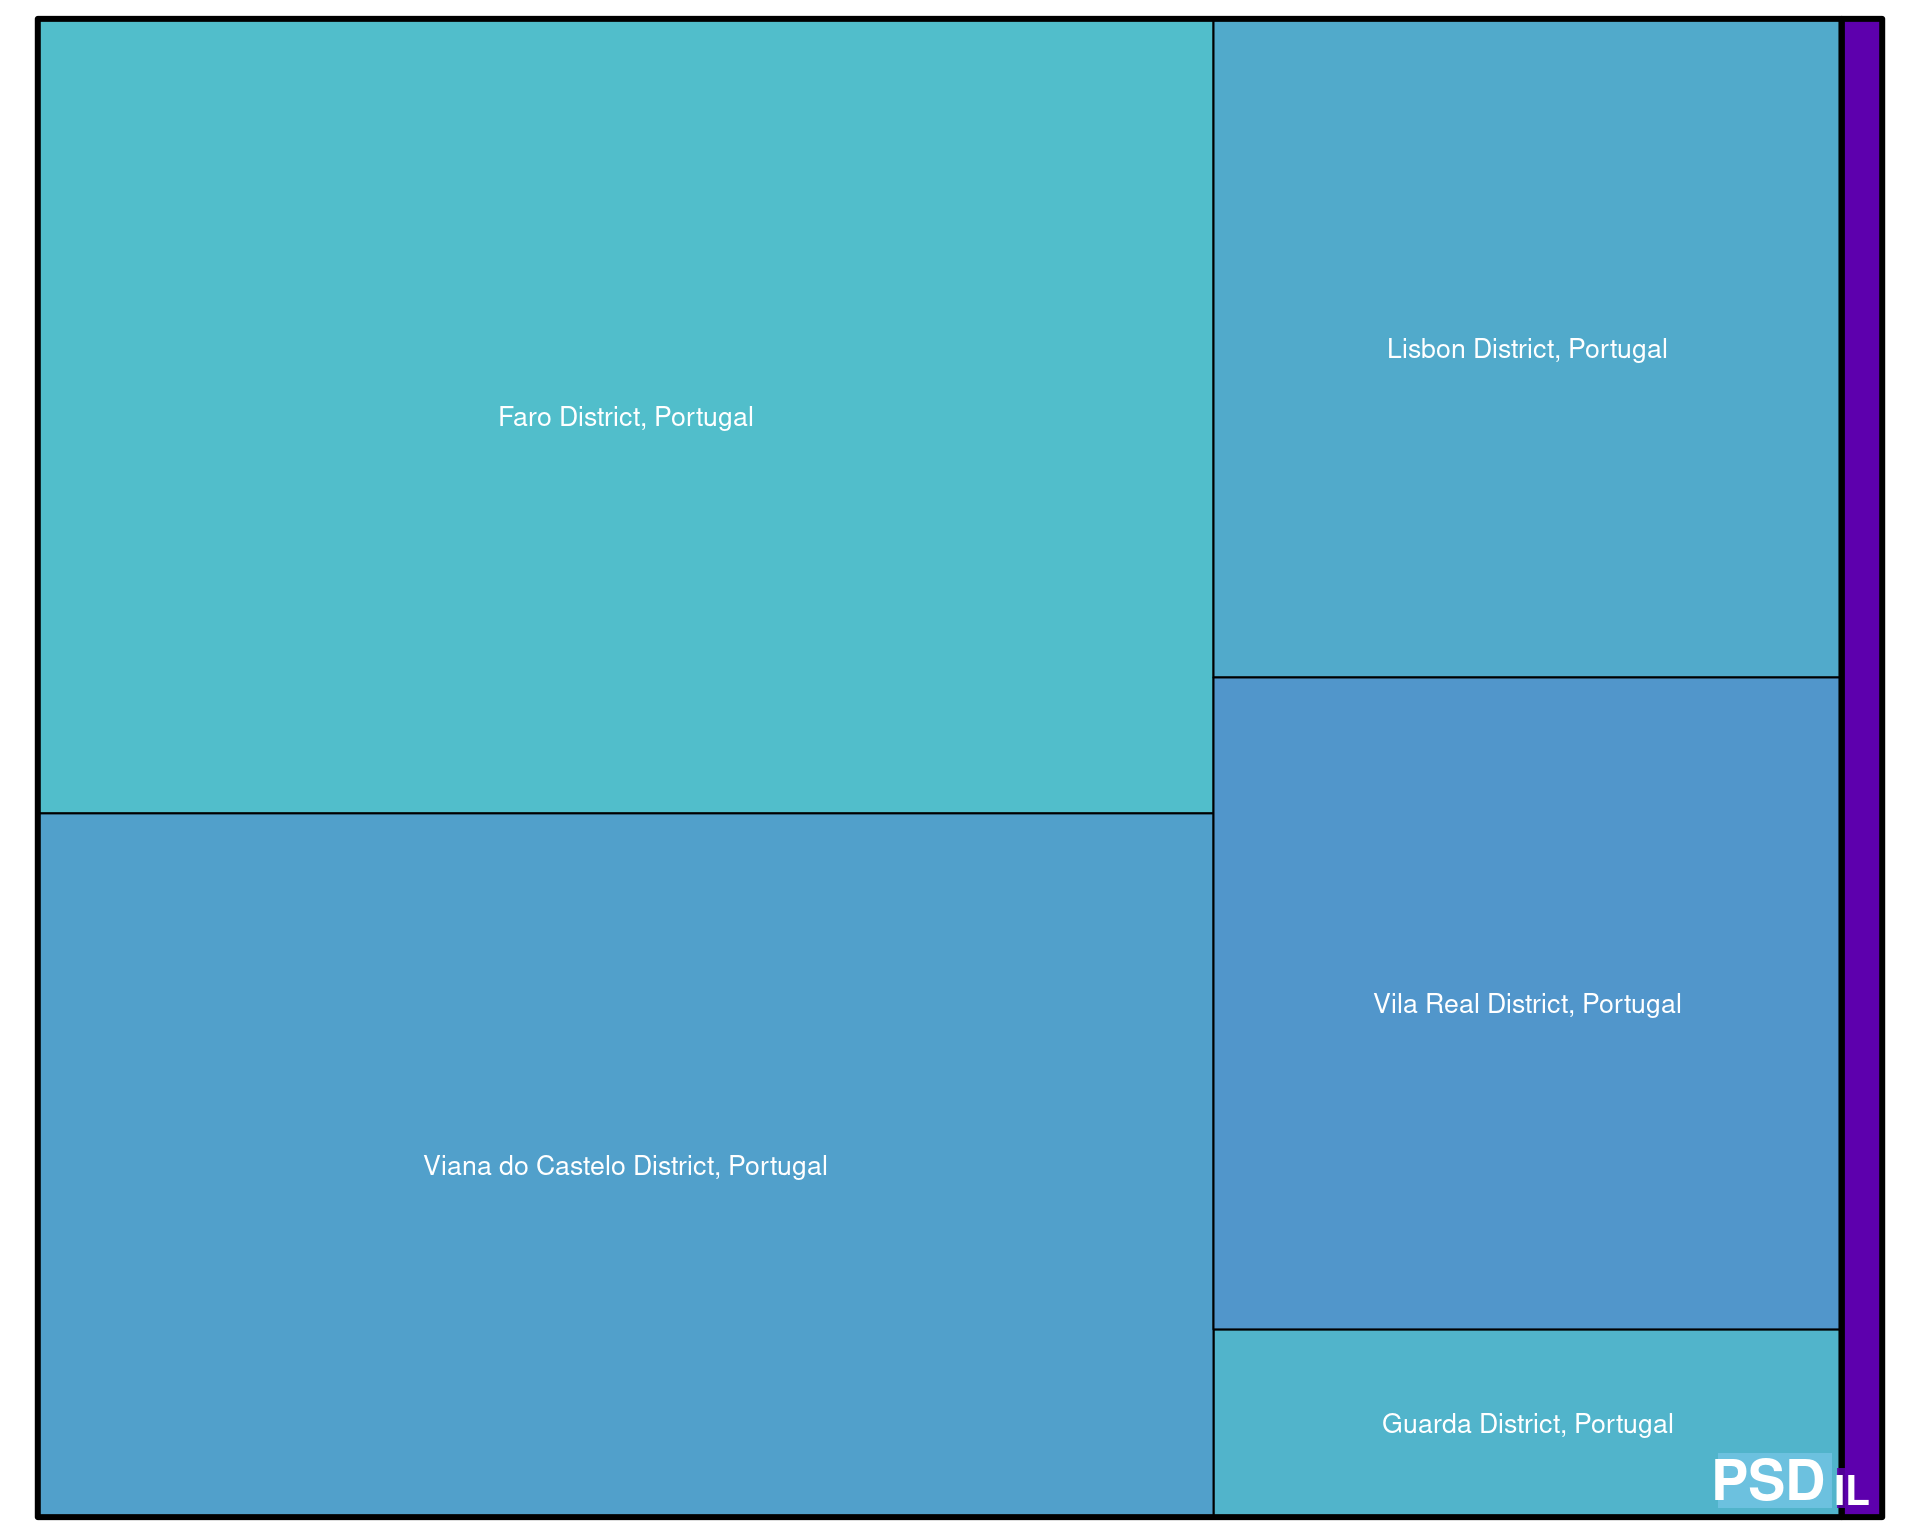 Faro District, Portugal
Lisbon District, Portugal
Viana do Castelo District, Portugal
Vila Real District, Portugal
Guarda District, Portugal
PSD
IL